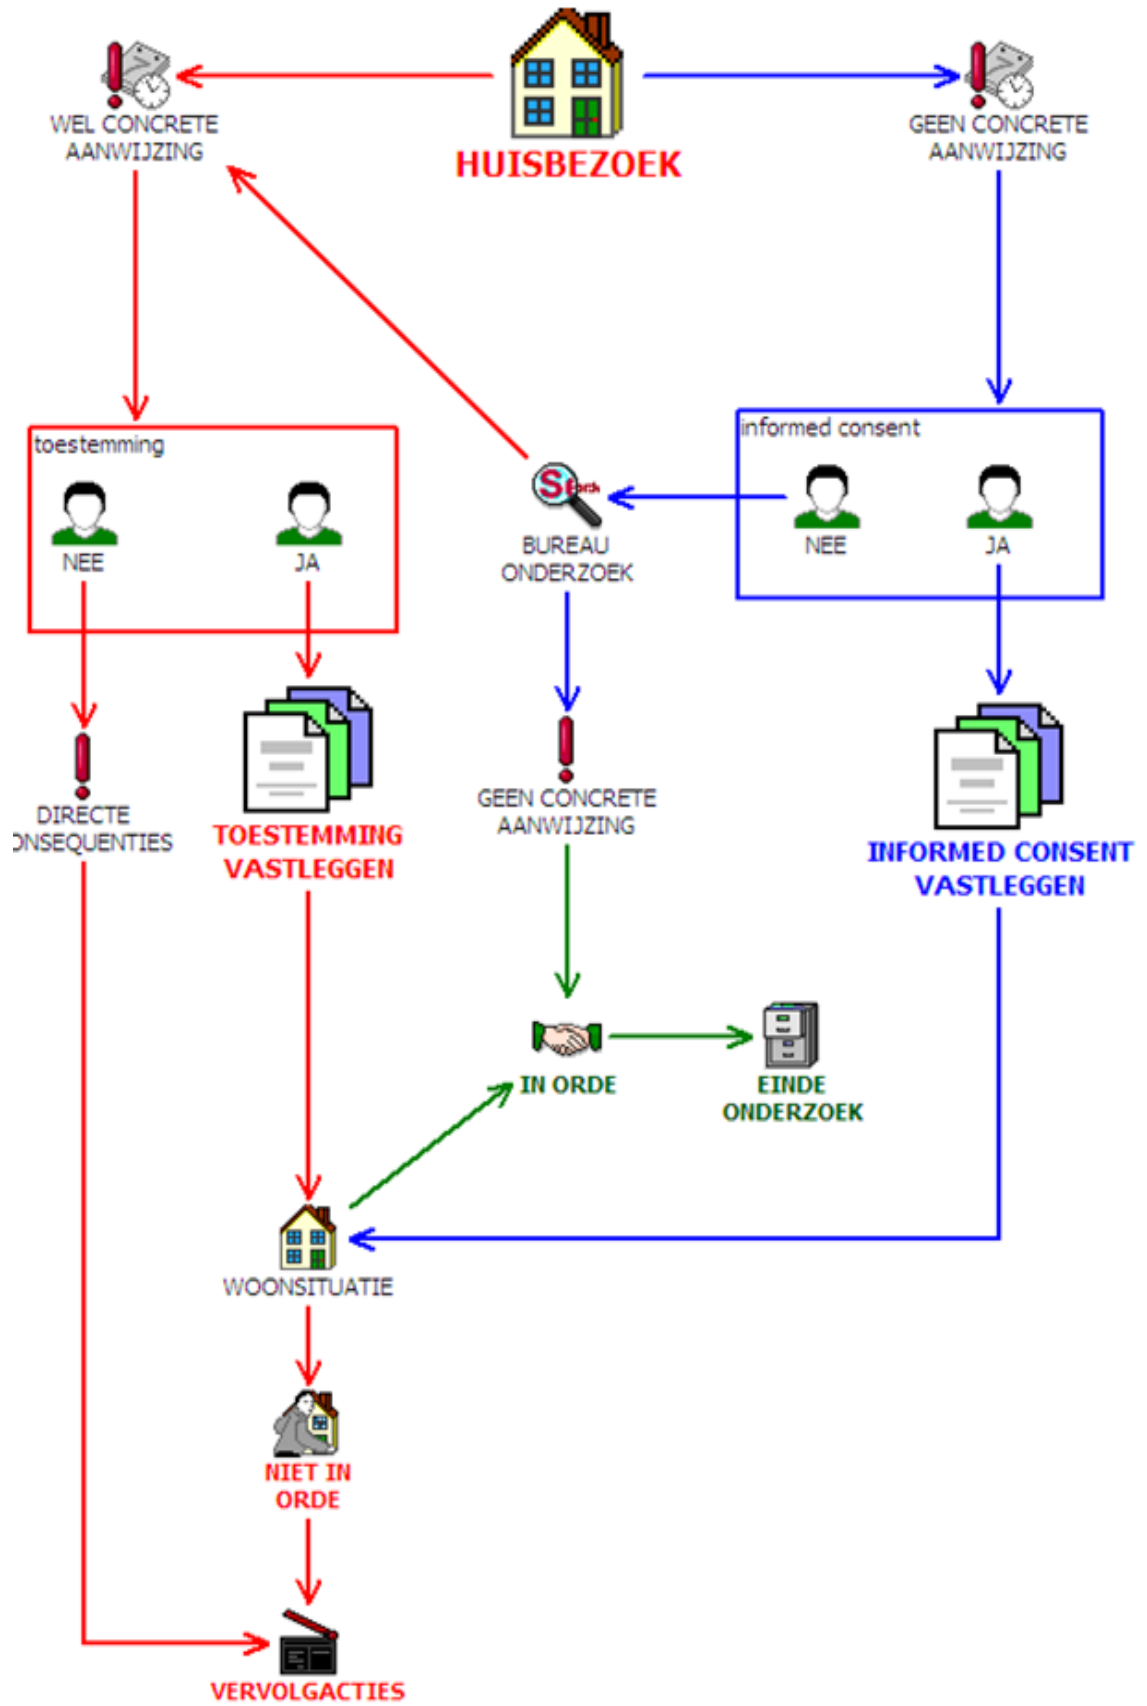 WEL CONCRETE
AANWIJZING
HUISBEZOEK
GEEN CONCRETE
AANWIJZING
toestemming
NEE
JA
BUREAU
ONDERZOEK
informed consent
NEE
JA
DIRECTE
ONSEQUENTIES
TOESTEMMING
VASTLEGGEN
GEEN CONCRETE
AANWIJZING
INFORMED CONSENT
VASTLEGGEN
IN ORDE
EINDE
ONDERZOEK
WOONSITUATIE
NIET IN
ORDE
VERVOLGACTIES